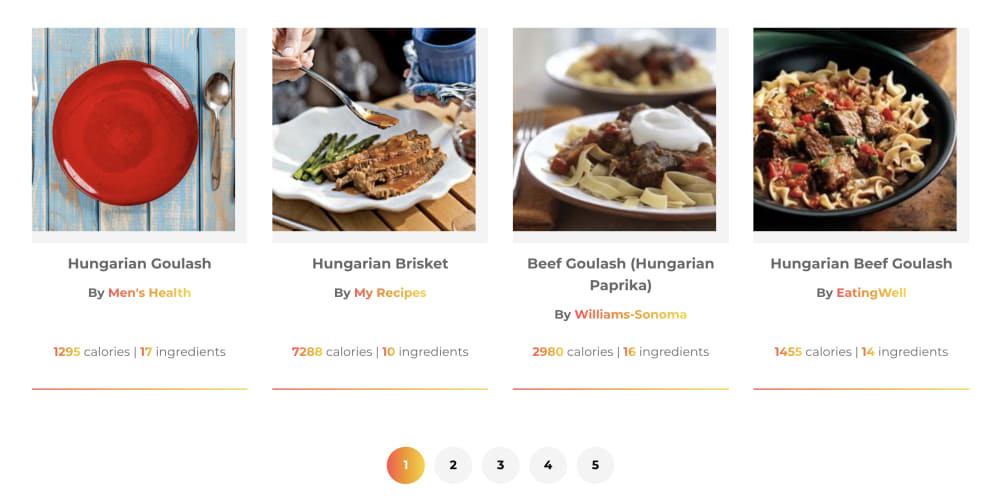 Hungarian Goulash
By Men's Health
1295 calories | 17 ingredients
Hungarian Brisket
By My Recipes
7288 calories | 10 ingredients
Beef Goulash (Hungarian
Paprika)
By Williams-Sonoma
2980 calories | 16 ingredients
Hungarian Beef Goulash
By EatingWell
1455 calories | 14 ingredients
1 2 3 4 5